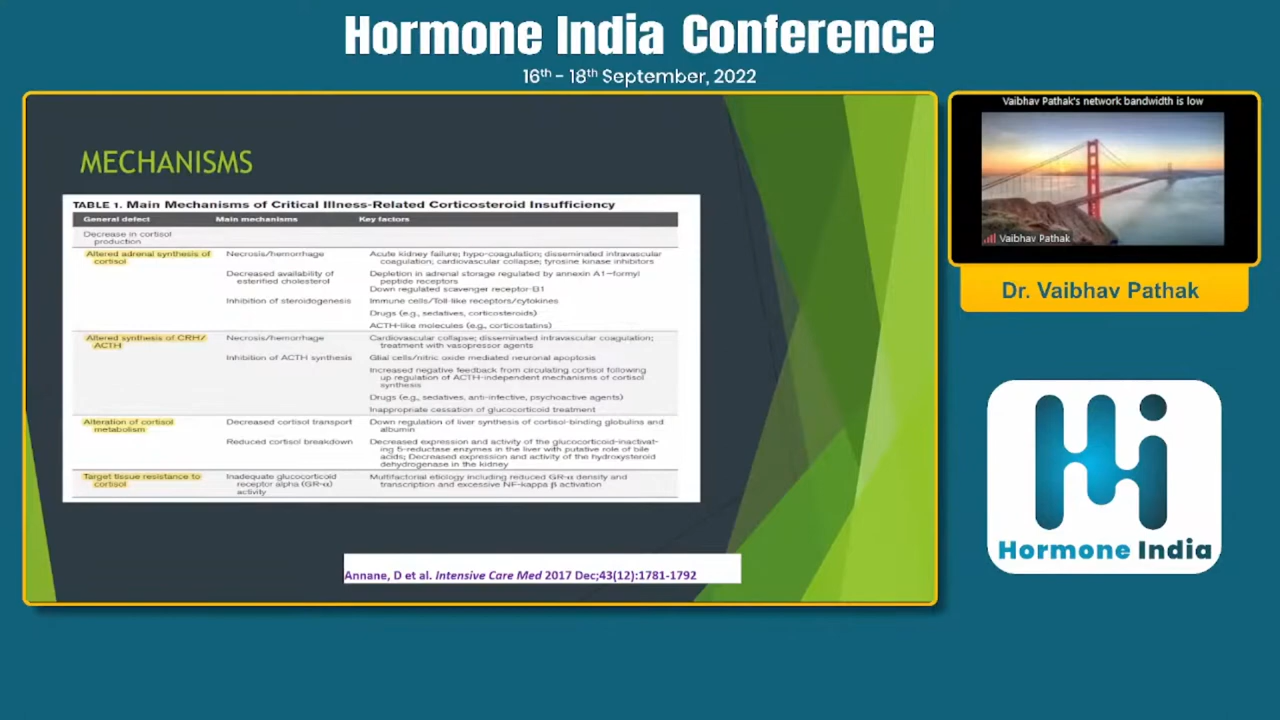 Hormone India Conference
16th - 18th September, 2022
MECHANISMS
TABLE 1. Main Mechanisms of Critical Illness-Related Corticosteroid Insufficiency
General defect Main mechanisms Key factors
Decrease in cortisol
production
Altered adrenal synthesis of
cortisol
Necrosis/hemorrhage
Acute kidney failure; hypo-coagulation; disseminated intravascular
coagulation; cardiovascular collapse; tyrosine kinase inhibitors
Decreased availability of
esterified cholesterol
Depletion in adrenal storage regulated by annexin A1-formyl
peptide receptors
Down regulated scavenger receptor-B1
Inhibition of steroidogenesis
Immune cells/Toll-like receptors/cytokines
Drugs (e.g., sedatives, corticosteroids)
ACTH-like molecules (e.g., corticostatins)
Altered synthesis of CRH/
ACTH
Necrosis/hemorrhage
Cardiovascular collapse; disseminated intravascular coagulation;
treatment with vasopressor agents
Inhibition of ACTH synthesis
Glial cells/nitric oxide mediated neuronal apoptosis
Increased negative feedback from circulating cortisol following
up regulation of ACTH-independent mechanisms of cortisol
synthesis
Drugs (e.g., sedatives, anti-infective, psychoactive agents)
Inappropriate cessation of glucocorticoid treatment
Alteration of cortisol
metabolism
Decreased cortisol transport
Down regulation of liver synthesis of cortisol-binding globulins and
albumin
Reduced cortisol breakdown
Decreased expression and activity of the glucocorticoid-inactivat-
ing 5-reductase enzymes in the liver with putative role of bile
acids; Decreased expression and activity of the hydroxysteroid
dehydrogenase in the kidney
Target tissue resistance to
cortisol
Inadequate glucocorticoid
receptor alpha (GR-α)
activity
Multifactorial etiology including reduced GR-α density and
transcription and excessive NF-kappa β activation
Annane, D et al. Intensive Care Med 2017 Dec;43(12):1781-1792
Vaibhav Pathak's network bandwidth is low
Vaibhav Pathak
Dr. Vaibhav Pathak
Hormone India